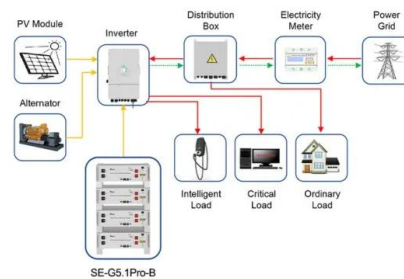 PV Module
Inverter
Distribution
Box
Electricity
Meter
Power
Grid
Alternator
Intelligent
Load
Critical
Load
Ordinary
Load
SE-G5.1Pro-B